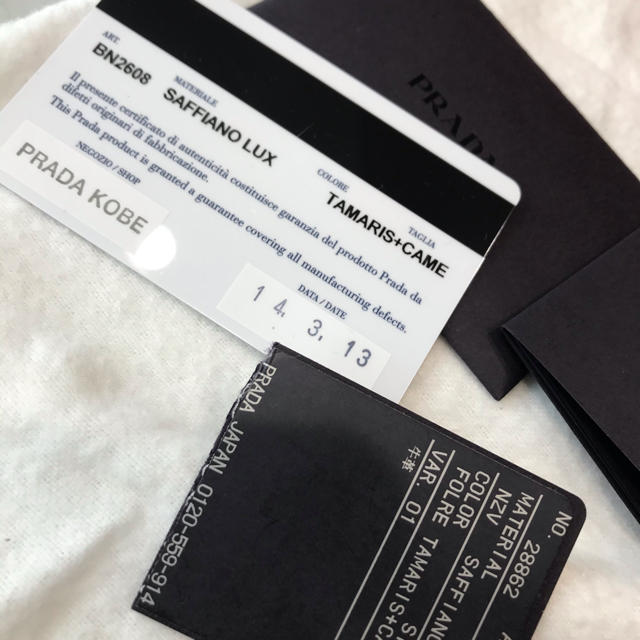 PRADA
ART.
BN2608
MATERIALE
SAFFIANO LUX
COLORE
TAMARIS+CAME
TAGLIA
Il presente certificato di autenticità costituisce garanzia del prodotto Prada da
difetti originari di fabbricazione.
This Prada product is granted a guarantee covering all manufacturing defects.
NEGOZIO / SHOP
PRADA KOBE
DATA / DATE
14. 3. 13
NO. 28862
MATERIAL SAFFIANO
NZV
COLOR
FOLRE TAMARIS+C
VAR. 01
牛革
PRADA JAPAN 0120-559-914